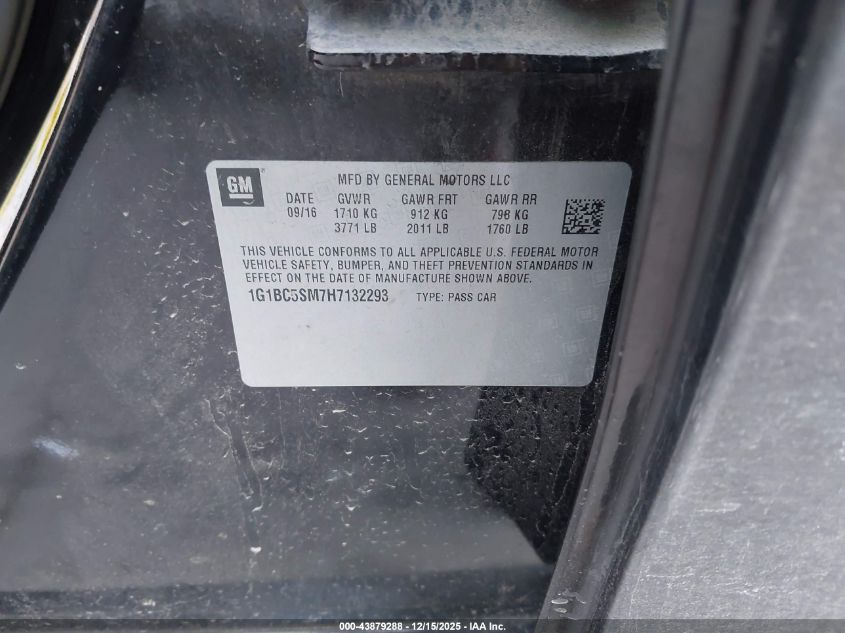 GM
MFD BY GENERAL MOTORS LLC
DATE GVWR GAWR FRT GAWR RR
09/16 1710 KG 912 KG 798 KG
3771 LB 2011 LB 1760 LB
THIS VEHICLE CONFORMS TO ALL APPLICABLE U.S. FEDERAL MOTOR
VEHICLE SAFETY, BUMPER, AND THEFT PREVENTION STANDARDS IN
EFFECT ON THE DATE OF MANUFACTURE SHOWN ABOVE.
1G1BC5SM7H7132293 TYPE: PASS CAR
000-43879288 - 12/15/2025 - IAA Inc.